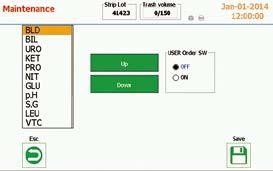 Maintenance
Strip Lot
41423
Trash volume
0/150
Jan-01-2014
12:00:00
BLD
BIL
URO
KET
PRO
NIT
GLU
p.H
S.G
LEU
VTC
Up
Down
USER Order SW
OFF
ON
Esc
Save